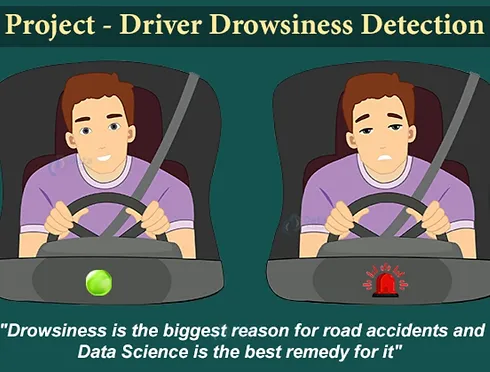 Project - Driver Drowsiness Detection
"Drowsiness is the biggest reason for road accidents and
Data Science is the best remedy for it"